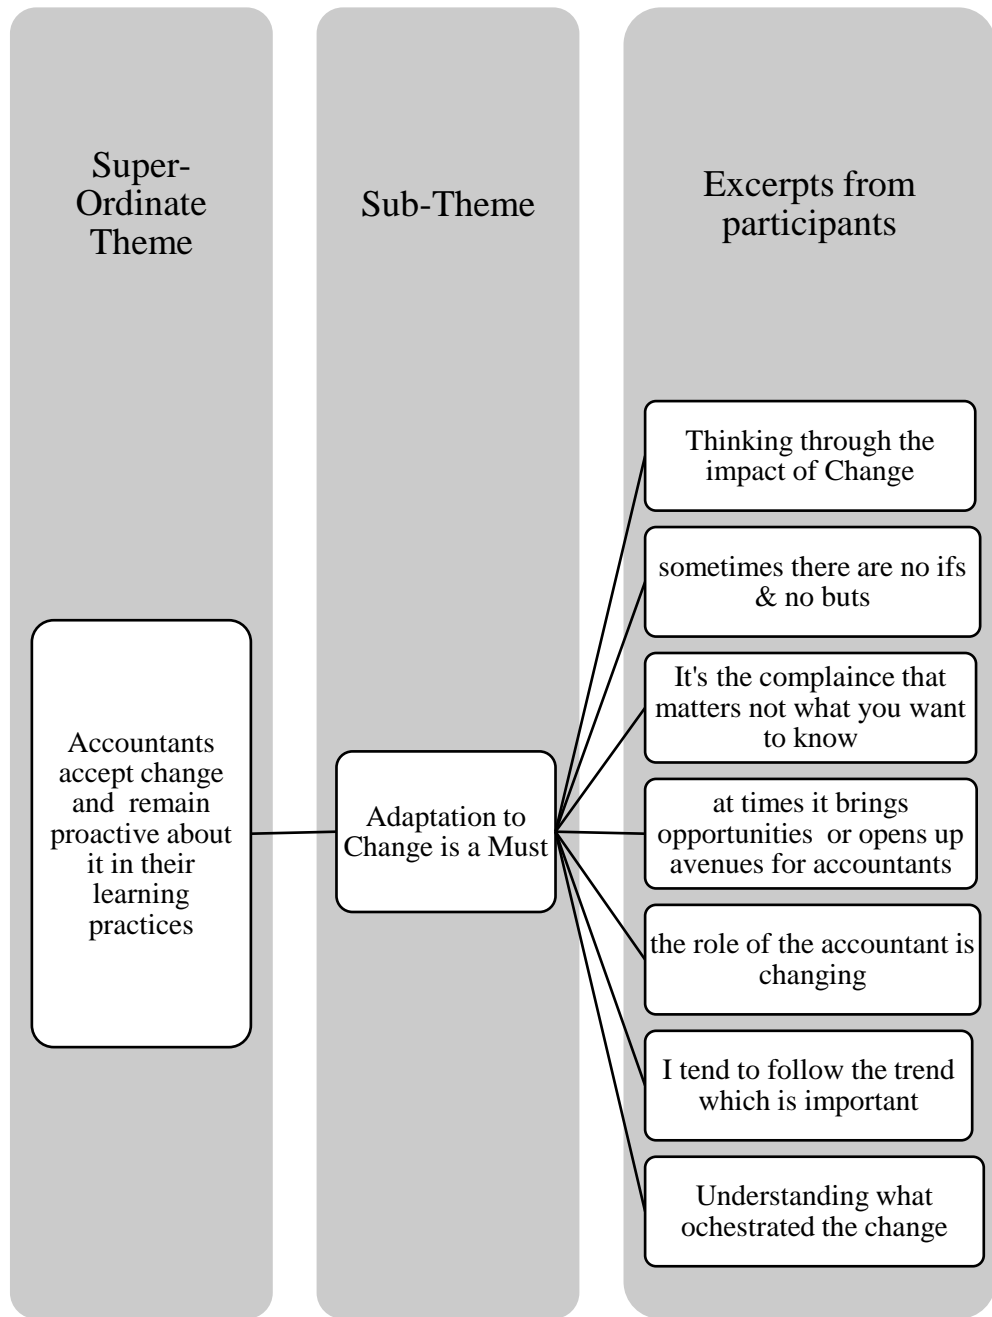 Super-
Ordinate
Theme
Sub-Theme
Excerpts from
participants
Accountants
accept change
and remain
proactive about
it in their
learning
practices
Adaptation to
Change is a Must
Thinking through the
impact of Change
sometimes there are no ifs
& no buts
It's the complaince that
matters not what you want
to know
at times it brings
opportunities or opens up
avenues for accountants
the role of the accountant is
changing
I tend to follow the trend
which is important
Understanding what
ochestrated the change